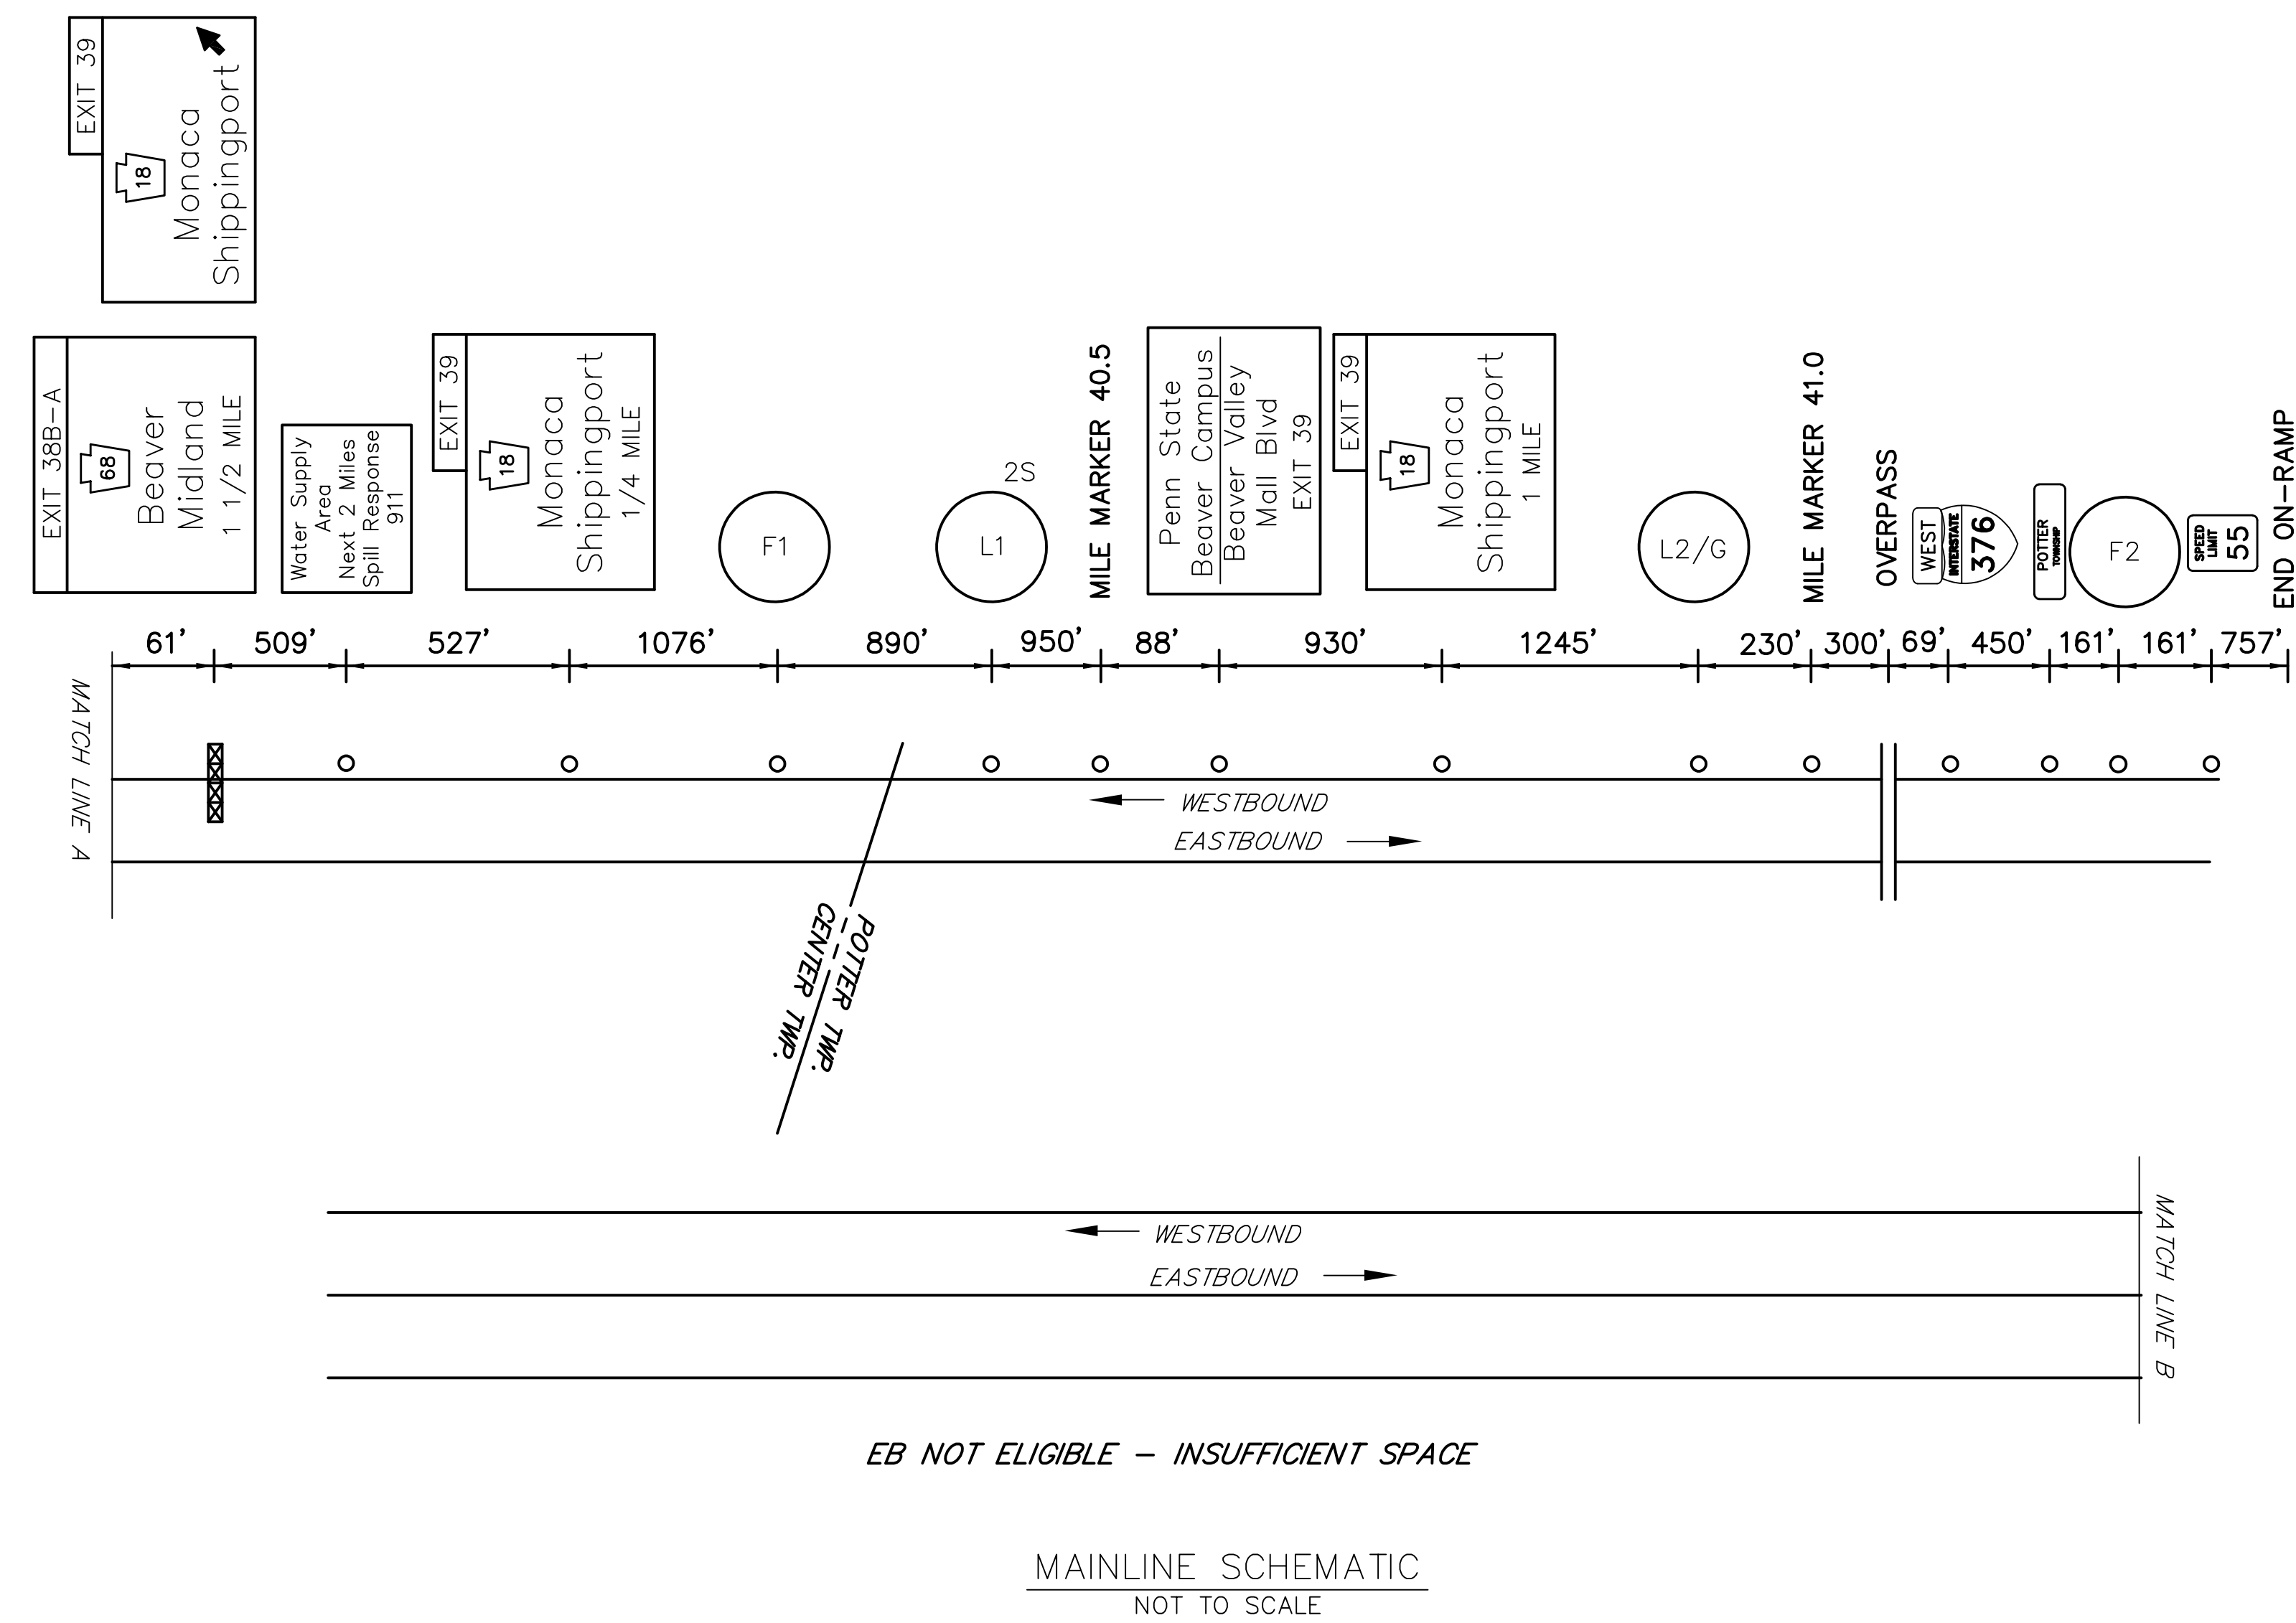 EXIT 39
18
Monaca
Shippingport
EXIT 38B-A
68
Beaver
Midland
1 1/2 MILE
Water Supply
Area
Next 2 Miles
Spill Response
911
EXIT 39
18
Monaca
Shippingport
1/4 MILE
F1
L1
2S
MILE MARKER 40.5
Penn State
Beaver Campus
Beaver Valley
Mall Blvd
EXIT 39
EXIT 39
18
Monaca
Shippingport
1 MILE
L2/G
MILE MARKER 41.0
OVERPASS
WEST
INTERSTATE
376
POTTER
TOWNSHIP
F2
SPEED
LIMIT
55
END ON-RAMP
61' 509' 527' 1076' 890' 950' 88' 930' 1245' 230' 300' 69' 450' 161' 161' 757'
MATCH LINE A
WESTBOUND
EASTBOUND
POTTER TWP.
CENTER TWP.
WESTBOUND
EASTBOUND
MATCH LINE B
EB NOT ELIGIBLE - INSUFFICIENT SPACE
MAINLINE SCHEMATIC
NOT TO SCALE